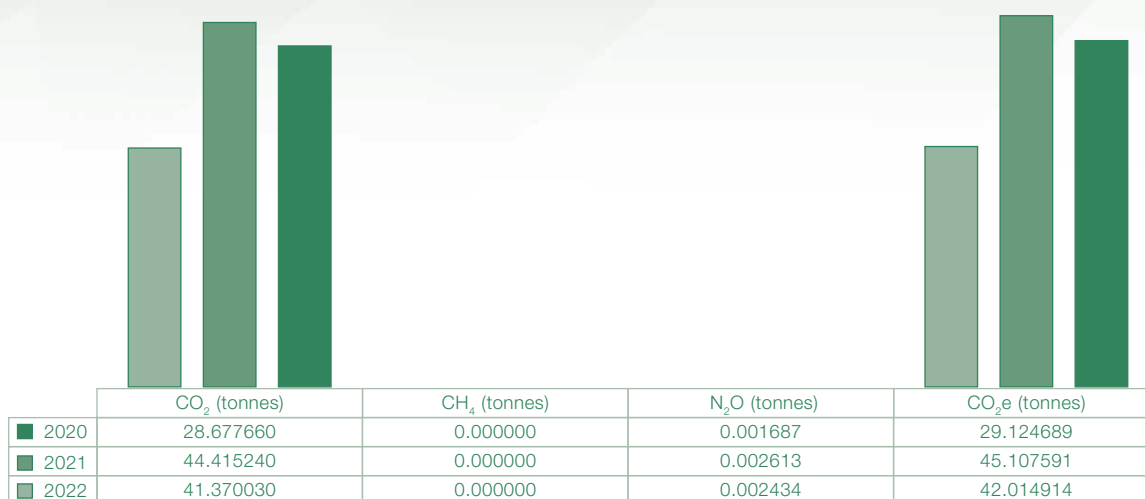 CO₂ (tonnes) CH₄ (tonnes) N₂O (tonnes) CO₂e (tonnes)
2020 28.677660 0.000000 0.001687 29.124689
2021 44.415240 0.000000 0.002613 45.107591
2022 41.370030 0.000000 0.002434 42.014914